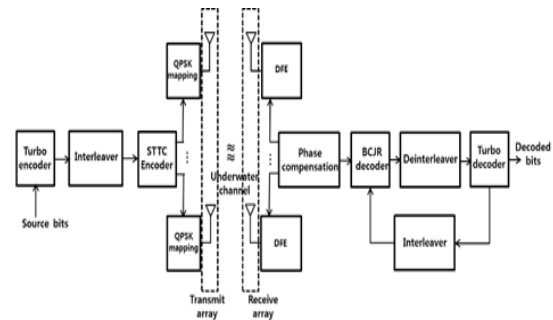 QPSK
mapping
DFE
Turbo
encoder
Interleaver
STTC
Encoder
Underwater
channel
Phase
compensation
BCJR
decoder
Deinterleaver
Turbo
decoder
Decoded
bits
Source bits
QPSK
mapping
DFE
Interleaver
Transmit
array
Receive
array